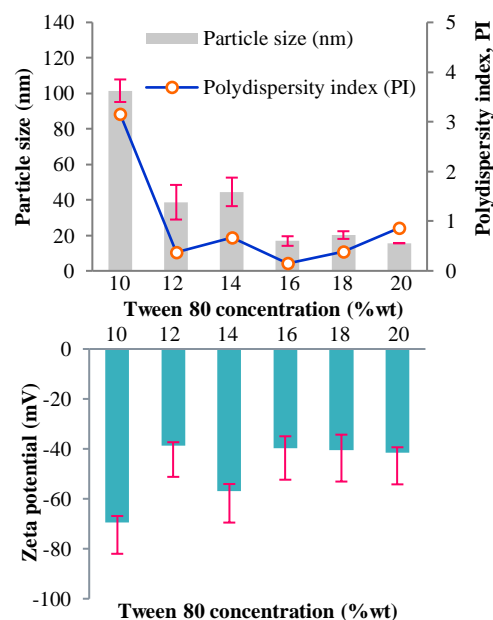 Particle size (nm)
Polydispersity index (PI)
Particle size (nm)
140
120
100
80
60
40
20
0
Polydispersity index, PI
5
4
3
2
1
0
10 12 14 16 18 20
Tween 80 concentration (%wt)
10 12 14 16 18 20
Zeta potential (mV)
0
-20
-40
-60
-80
-100
Tween 80 concentration (%wt)